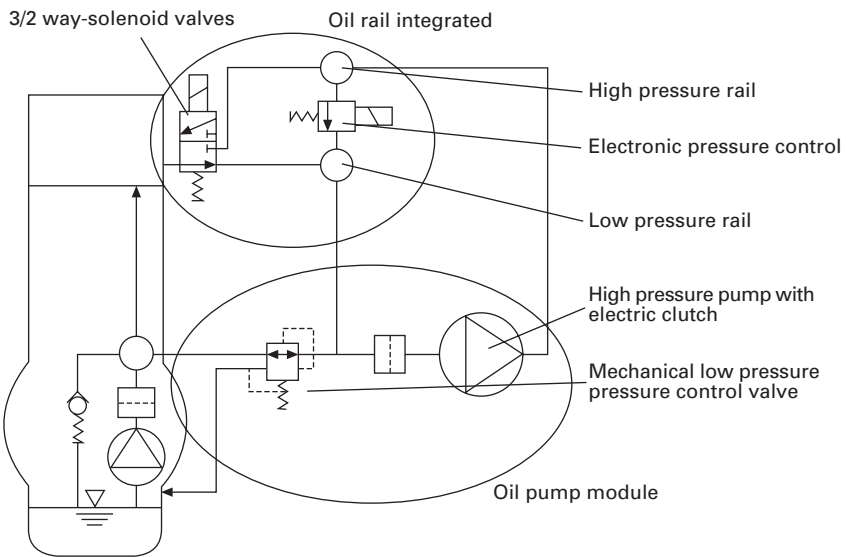 3/2 way-solenoid valves
Oil rail integrated
High pressure rail
Electronic pressure control
Low pressure rail
High pressure pump with
electric clutch
Mechanical low pressure
pressure control valve
Oil pump module